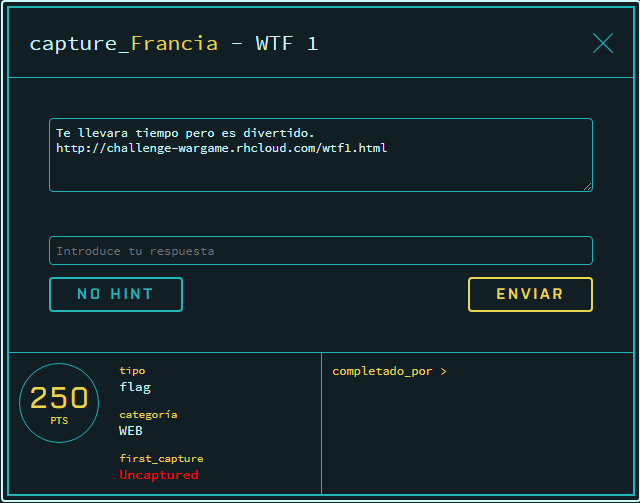 capture_Francia - WTF 1
Te llevara tiempo pero es divertido.
http://challenge-wargame.rhcloud.com/wtf1.html
Introduce tu respuesta
NO HINT
ENVIAR
250
PTS
tipo
flag
categoría
WEB
first_capture
Uncaptured
completado_por >